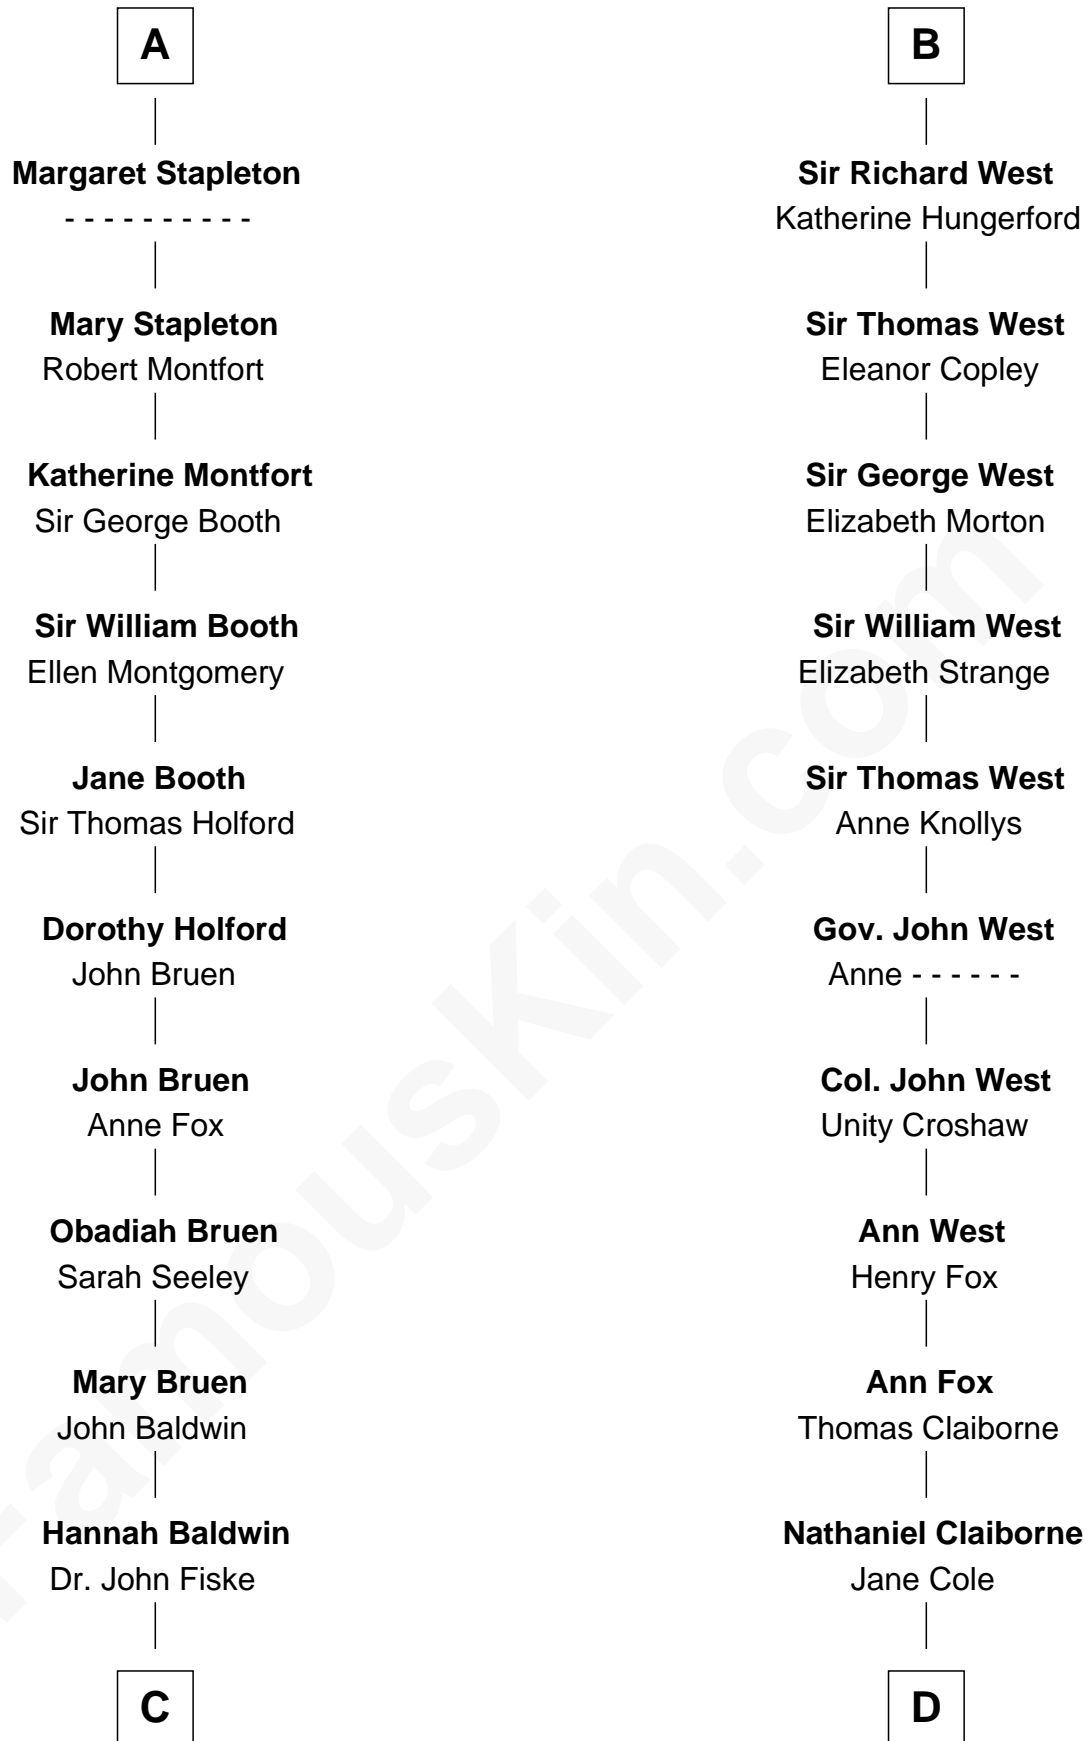 A
Margaret Stapleton
- - - - - - - - - -
Mary Stapleton
Robert Montfort
Katherine Montfort
Sir George Booth
Sir William Booth
Ellen Montgomery
Jane Booth
Sir Thomas Holford
Dorothy Holford
John Bruen
John Bruen
Anne Fox
Obadiah Bruen
Sarah Seeley
Mary Bruen
John Baldwin
Hannah Baldwin
Dr. John Fiske
C
B
Sir Richard West
Katherine Hungerford
Sir Thomas West
Eleanor Copley
Sir George West
Elizabeth Morton
Sir William West
Elizabeth Strange
Sir Thomas West
Anne Knollys
Gov. John West
Anne - - - - - -
Col. John West
Unity Croshaw
Ann West
Henry Fox
Ann Fox
Thomas Claiborne
Nathaniel Claiborne
Jane Cole
D
FamousKin.com